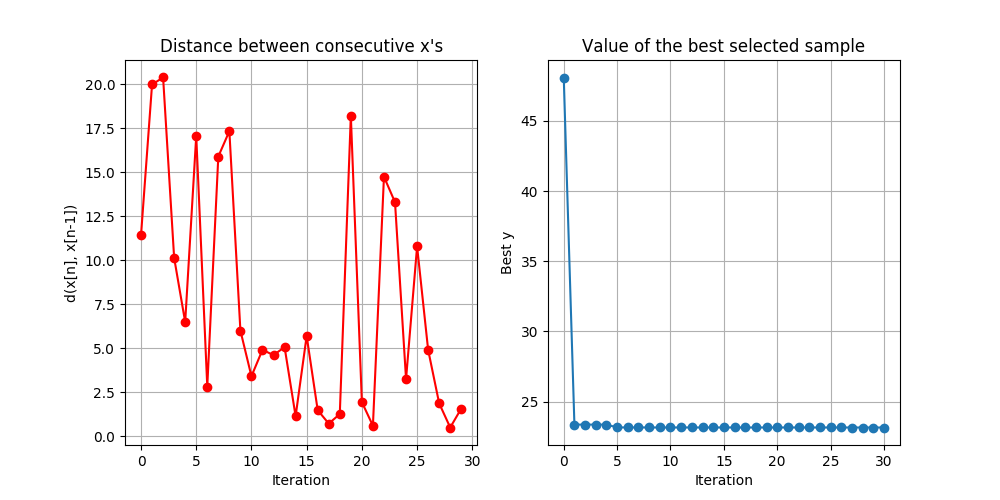 Distance between consecutive x's
20.0
17.5
15.0
12.5
10.0
7.5
5.0
2.5
0.0
d(x[n], x[n-1])
0 5 10 15 20 25 30
Iteration
Value of the best selected sample
45
40
35
30
25
Best y
0 5 10 15 20 25 30
Iteration